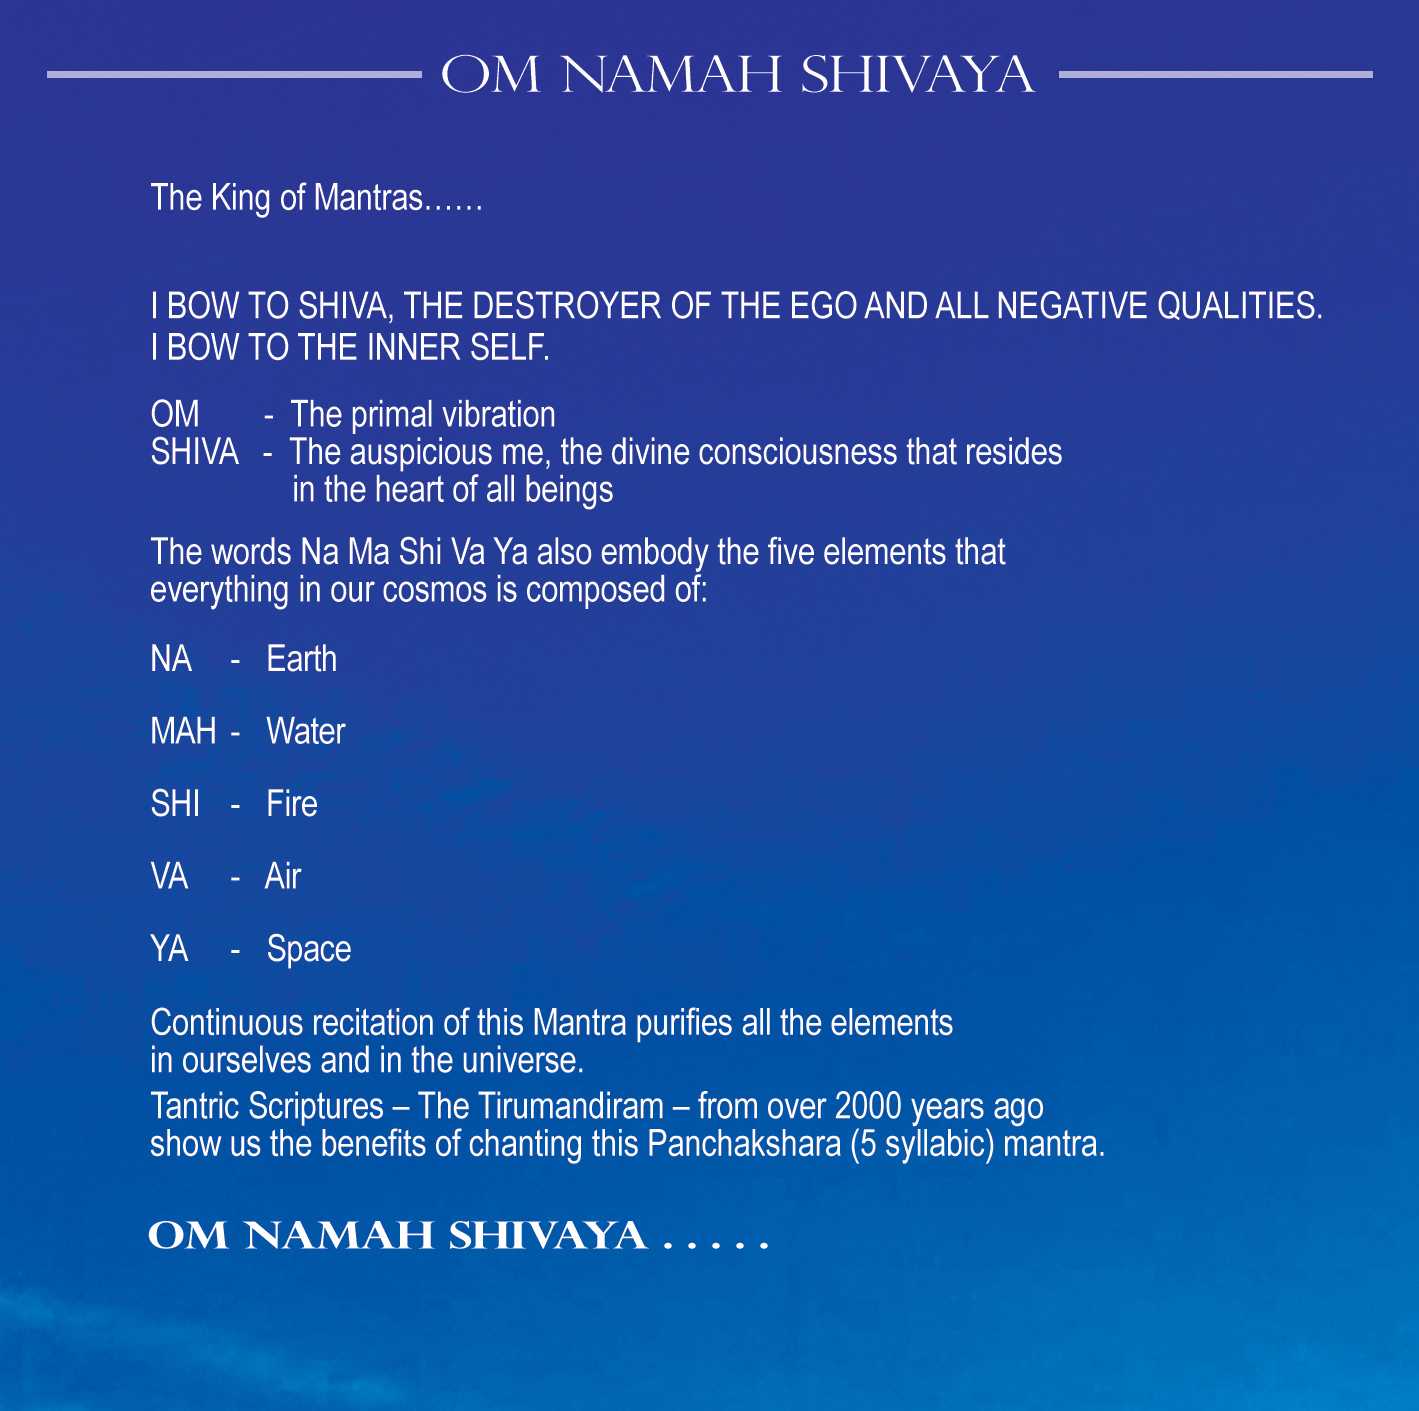 OM NAMAH SHIVAYA
The King of Mantras......
I BOW TO SHIVA, THE DESTROYER OF THE EGO AND ALL NEGATIVE QUALITIES.
I BOW TO THE INNER SELF.
OM - The primal vibration
SHIVA - The auspicious me, the divine consciousness that resides
in the heart of all beings
The words Na Ma Shi Va Ya also embody the five elements that
everything in our cosmos is composed of:
NA - Earth
MAH - Water
SHI - Fire
VA - Air
YA - Space
Continuous recitation of this Mantra purifies all the elements
in ourselves and in the universe.
Tantric Scriptures – The Tirumandiram – from over 2000 years ago
show us the benefits of chanting this Panchakshara (5 syllabic) mantra.
OM NAMAH SHIVAYA . . . . .